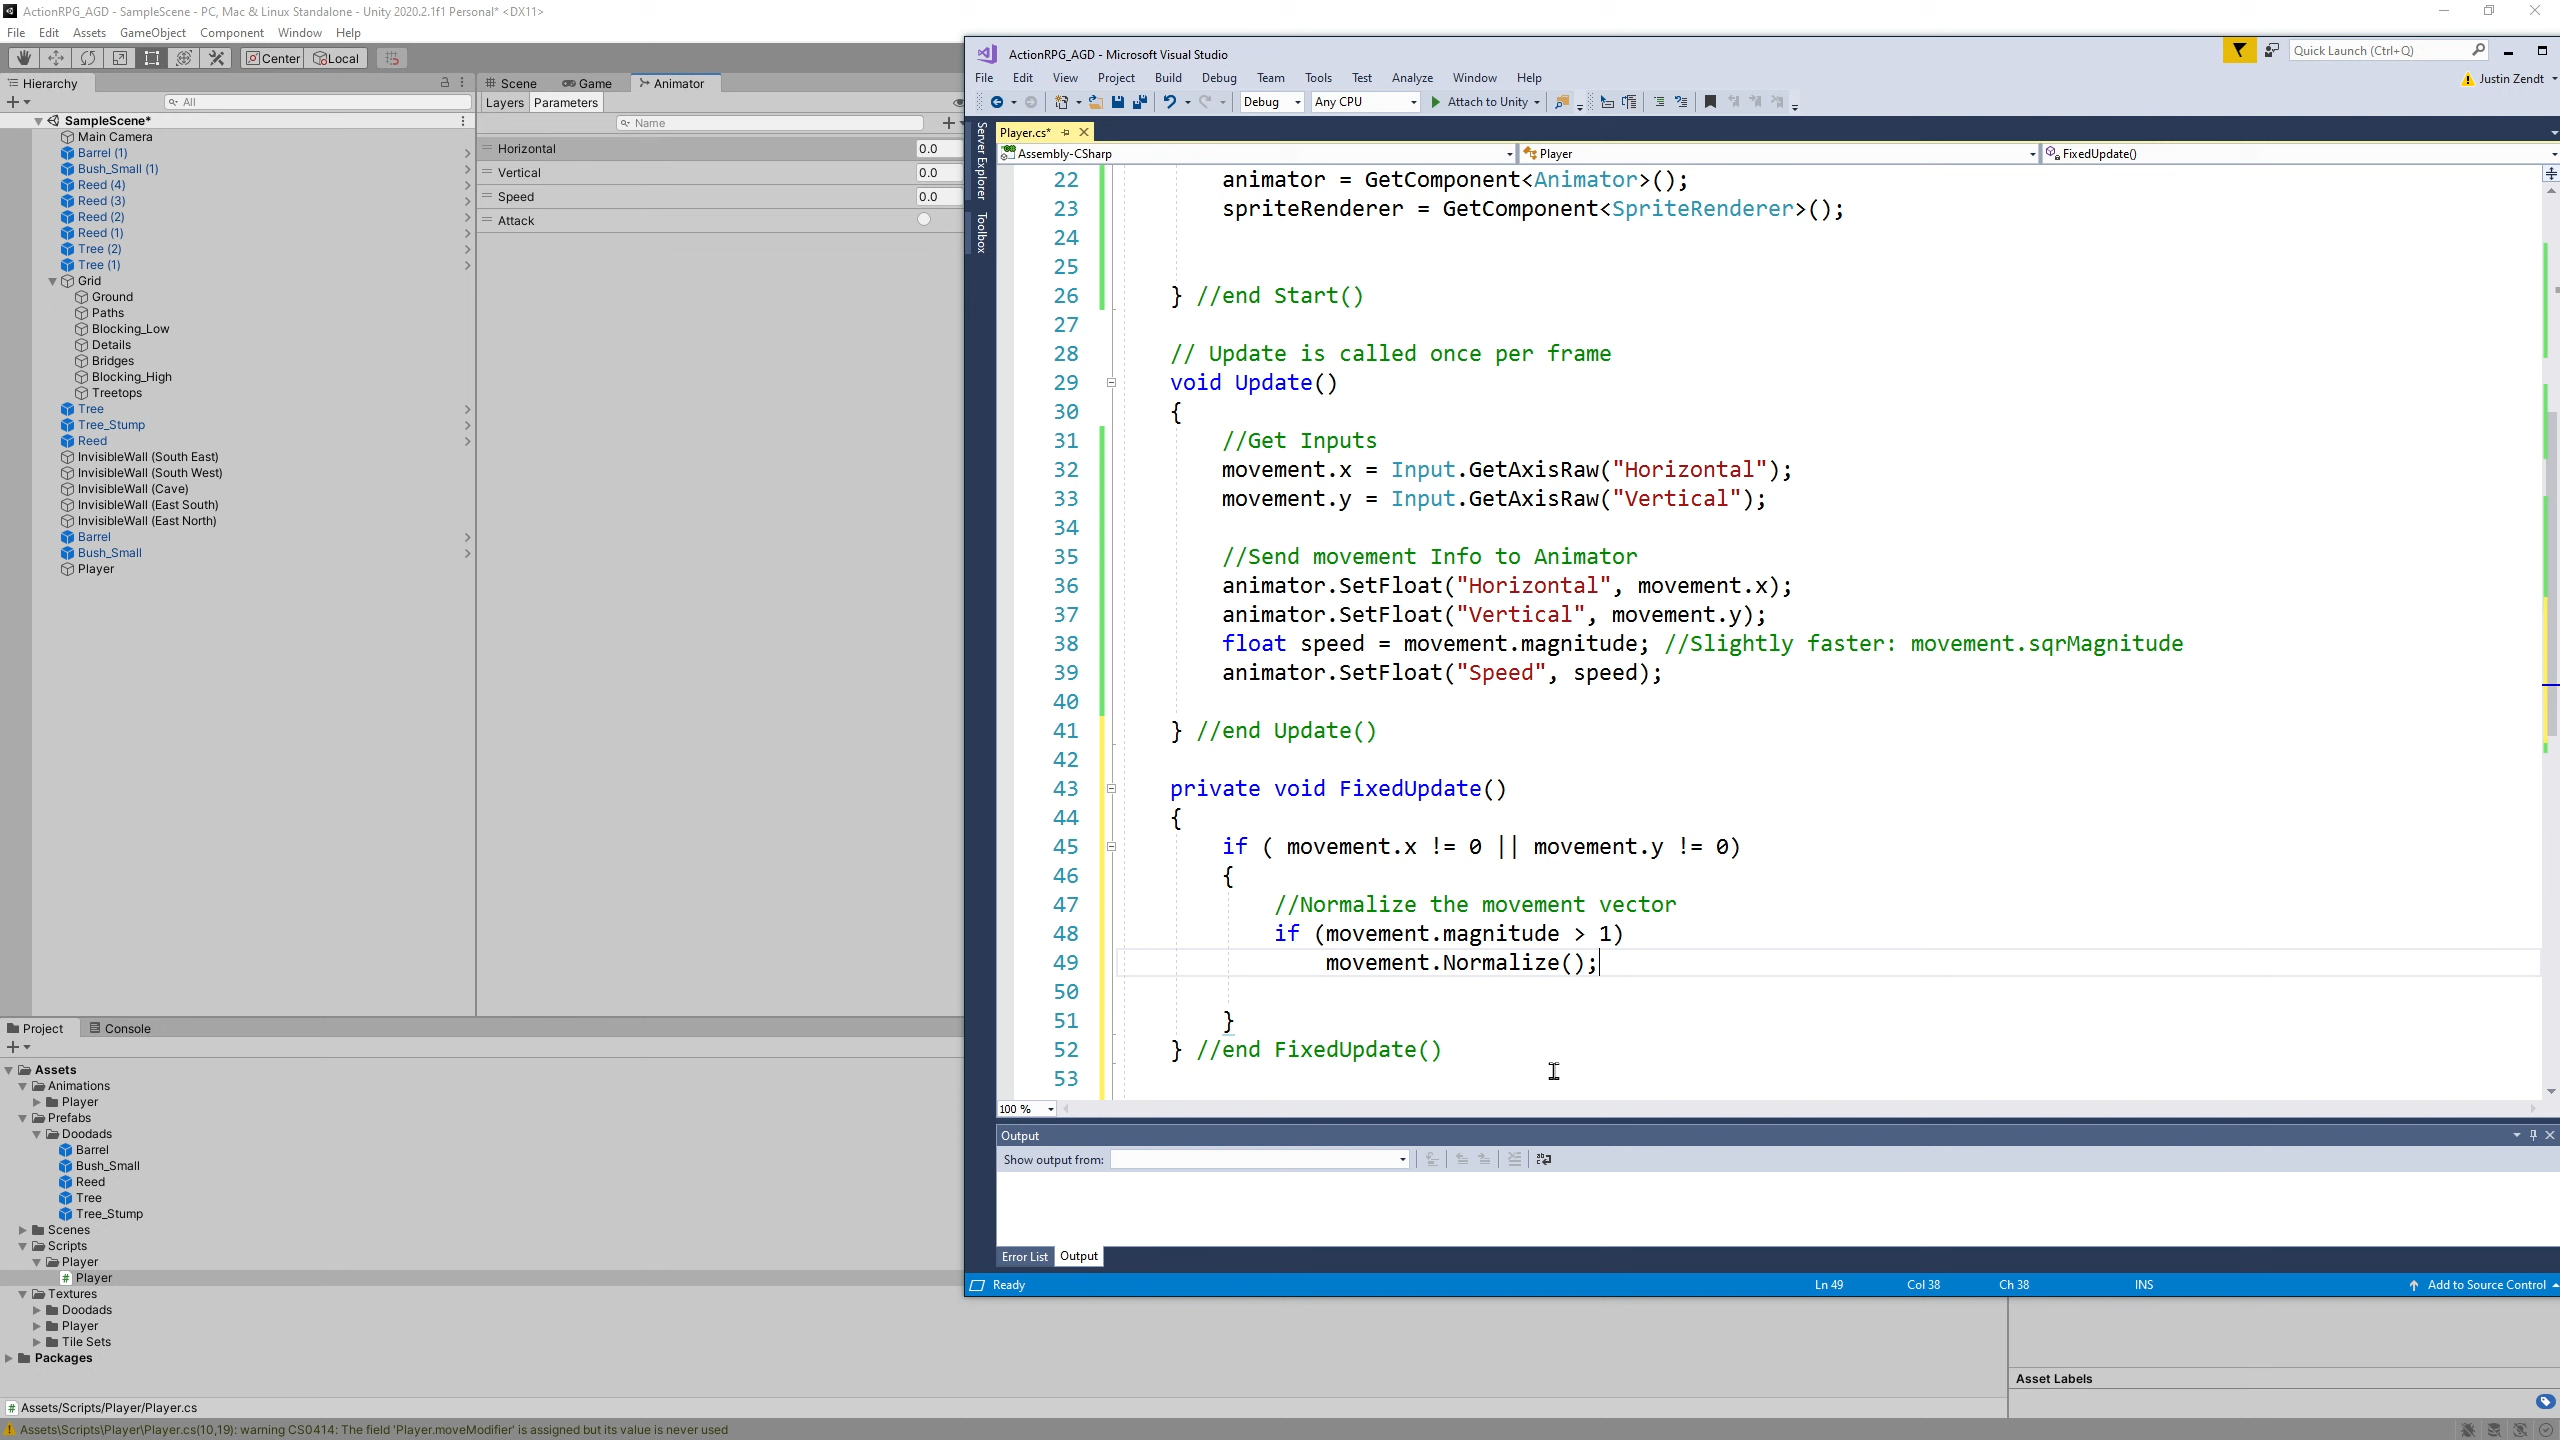 ActionRPG_AGD - SampleScene - PC, Mac & Linux Standalone - Unity 2020.2.1f1 Personal* <DX11>
File Edit Assets GameObject Component Window Help
Center Local
Hierarchy
All
SampleScene*
Main Camera
Barrel (1)
Bush_Small (1)
Reed (4)
Reed (3)
Reed (2)
Reed (1)
Tree (2)
Tree (1)
Grid
Ground
Paths
Blocking_Low
Details
Bridges
Blocking_High
Treetops
Tree
Tree_Stump
Reed
InvisibleWall (South East)
InvisibleWall (South West)
InvisibleWall (Cave)
InvisibleWall (East South)
InvisibleWall (East North)
Barrel
Bush_Small
Player
Scene Game Animator
Layers Parameters
Name
Horizontal 0.0
Vertical 0.0
Speed 0.0
Attack
ActionRPG_AGD - Microsoft Visual Studio
Quick Launch (Ctrl+Q)
File Edit View Project Build Debug Team Tools Test Analyze Window Help
Justin Zendt
Debug Any CPU Attach to Unity
Server Explorer
Toolbox
Player.cs*
Assembly-CSharp Player FixedUpdate()
22 animator = GetComponent<Animator>();
23 spriteRenderer = GetComponent<SpriteRenderer>();
24
25
26 } //end Start()
27
28 // Update is called once per frame
29 void Update()
30 {
31 //Get Inputs
32 movement.x = Input.GetAxisRaw("Horizontal");
33 movement.y = Input.GetAxisRaw("Vertical");
34
35 //Send movement Info to Animator
36 animator.SetFloat("Horizontal", movement.x);
37 animator.SetFloat("Vertical", movement.y);
38 float speed = movement.magnitude; //Slightly faster: movement.sqrMagnitude
39 animator.SetFloat("Speed", speed);
40
41 } //end Update()
42
43 private void FixedUpdate()
44 {
45 if ( movement.x != 0 || movement.y != 0)
46 {
47 //Normalize the movement vector
48 if (movement.magnitude > 1)
49 movement.Normalize();
50
51 }
52 } //end FixedUpdate()
53
100 %
Output
Show output from:
Error List Output
Ready Ln 49 Col 38 Ch 38 INS Add to Source Control
Project Console
Assets
Animations
Player
Prefabs
Doodads
Barrel
Bush_Small
Reed
Tree
Tree_Stump
Scenes
Scripts
Player
Player
Textures
Doodads
Player
Tile Sets
Packages
Asset Labels
Assets/Scripts/Player/Player.cs
Assets\Scripts\Player\Player.cs(10,19): warning CS0414: The field 'Player.moveModifier' is assigned but its value is never used